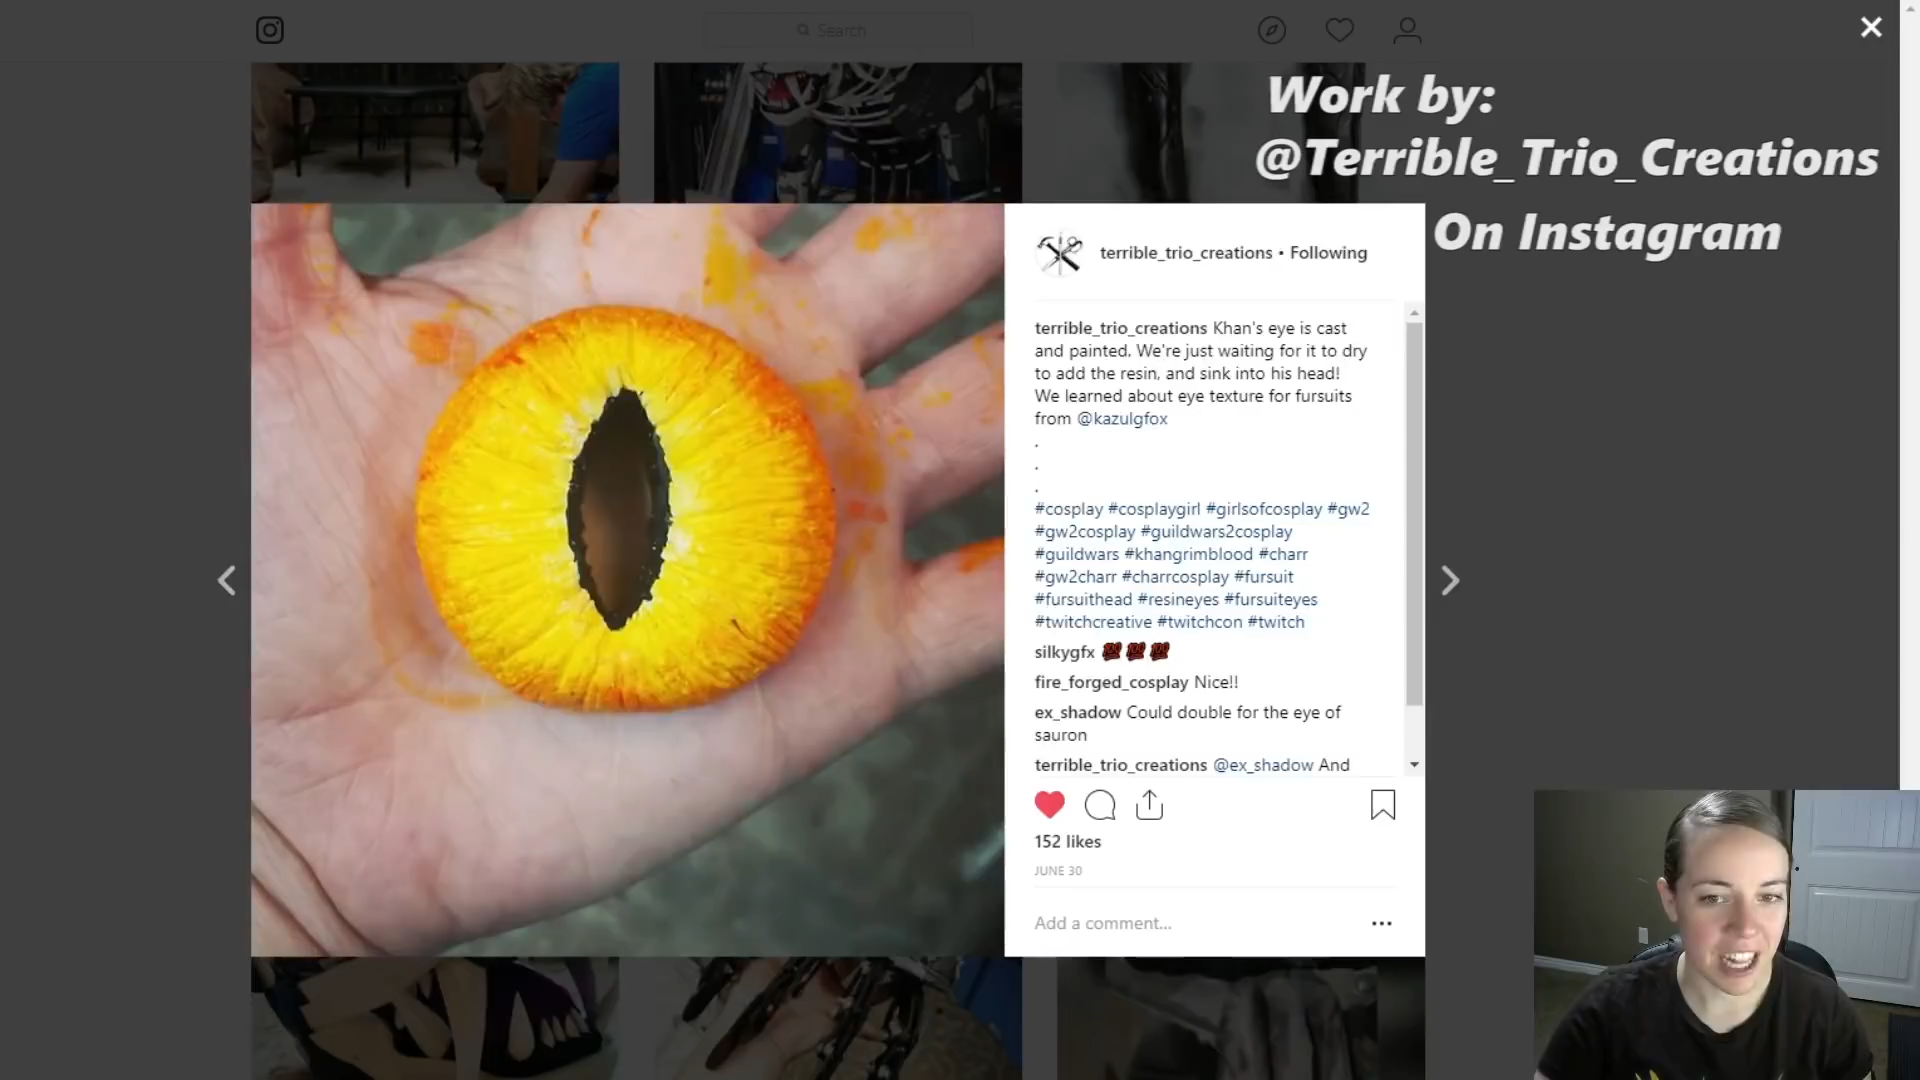 Search
Work by:
@Terrible_Trio_Creations
On Instagram
terrible_trio_creations • Following
terrible_trio_creations Khan's eye is cast
and painted. We're just waiting for it to dry
to add the resin, and sink into his head!
We learned about eye texture for fursuits
from @kazulgfox
.
.
.
#cosplay #cosplaygirl #girlsofcosplay #gw2
#gw2cosplay #guildwars2cosplay
#guildwars #khangrimblood #charr
#gw2charr #charrcosplay #fursuit
#fursuithead #resineyes #fursuiteyes
#twitchcreative #twitchcon #twitch
silkygfx 💯 💯 💯
fire_forged_cosplay Nice!!
ex_shadow Could double for the eye of
sauron
terrible_trio_creations @ex_shadow And
152 likes
JUNE 30
Add a comment...